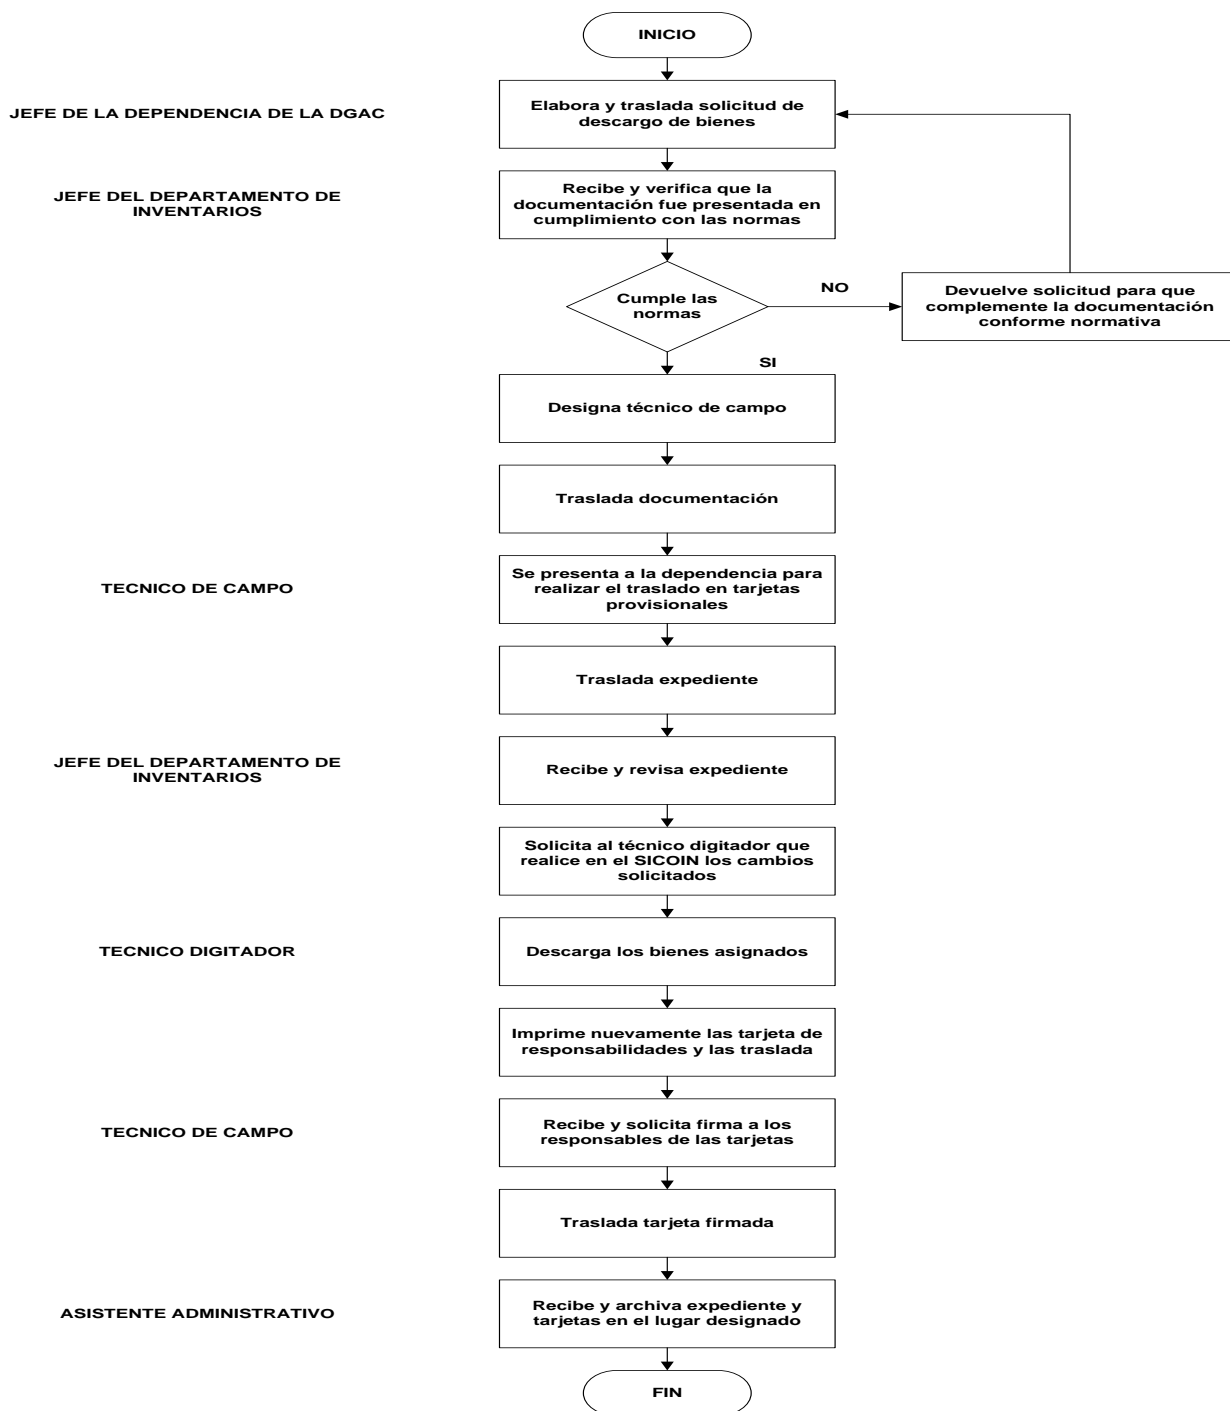 INICIO
JEFE DE LA DEPENDENCIA DE LA DGAC
Elabora y traslada solicitud de
descargo de bienes
JEFE DEL DEPARTAMENTO DE
INVENTARIOS
Recibe y verifica que la
documentación fue presentada en
cumplimiento con las normas
Cumple las
normas
NO
Devuelve solicitud para que
complemente la documentación
conforme normativa
SI
Designa técnico de campo
Traslada documentación
TECNICO DE CAMPO
Se presenta a la dependencia para
realizar el traslado en tarjetas
provisionales
Traslada expediente
JEFE DEL DEPARTAMENTO DE
INVENTARIOS
Recibe y revisa expediente
Solicita al técnico digitador que
realice en el SICOIN los cambios
solicitados
TECNICO DIGITADOR
Descarga los bienes asignados
Imprime nuevamente las tarjeta de
responsabilidades y las traslada
TECNICO DE CAMPO
Recibe y solicita firma a los
responsables de las tarjetas
Traslada tarjeta firmada
ASISTENTE ADMINISTRATIVO
Recibe y archiva expediente y
tarjetas en el lugar designado
FIN